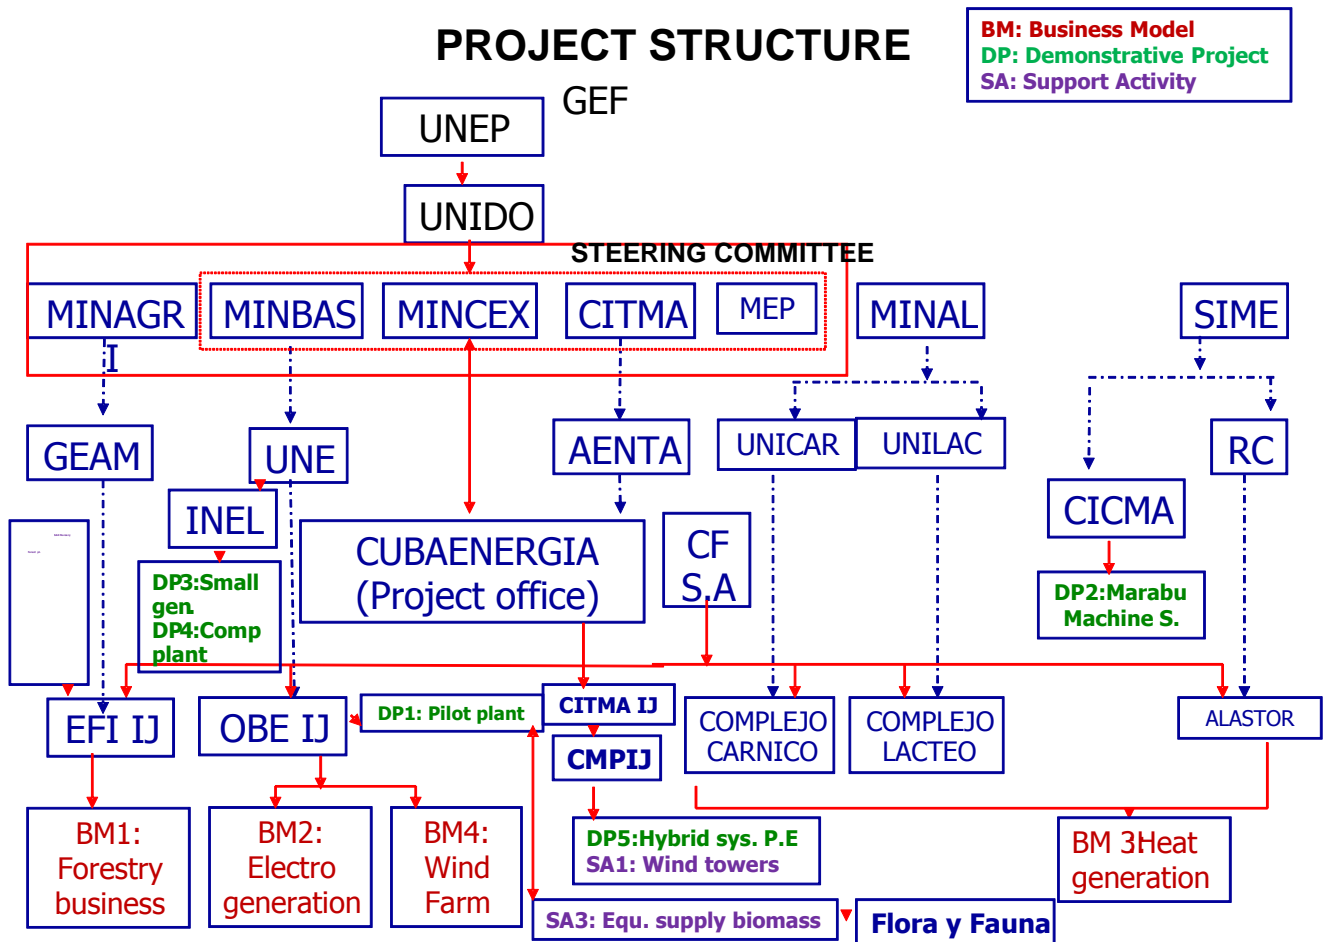 PROJECT STRUCTURE
BM: Business Model
DP: Demonstrative Project
SA: Support Activity
GEF
UNEP
UNIDO
STEERING COMMITTEE
MINAGR
I
MINBAS
MINCEX
CITMA
MEP
MINAL
SIME
GEAM
UNE
AENTA
UNICAR
UNILAC
RC
INEL
CICMA
CUBAENERGIA
(Project office)
CF
S.A
DP3:Small
gen.
DP4:Comp
plant
DP2:Marabu
Machine S.
EFI IJ
OBE IJ
DP1: Pilot plant
CITMA IJ
CMPIJ
COMPLEJO
CARNICO
COMPLEJO
LACTEO
ALASTOR
BM1:
Forestry
business
BM2:
Electro
generation
BM4:
Wind
Farm
DP5:Hybrid sys. P.E
SA1: Wind towers
BM 3:Heat
generation
SA3: Equ. supply biomass
Flora y Fauna